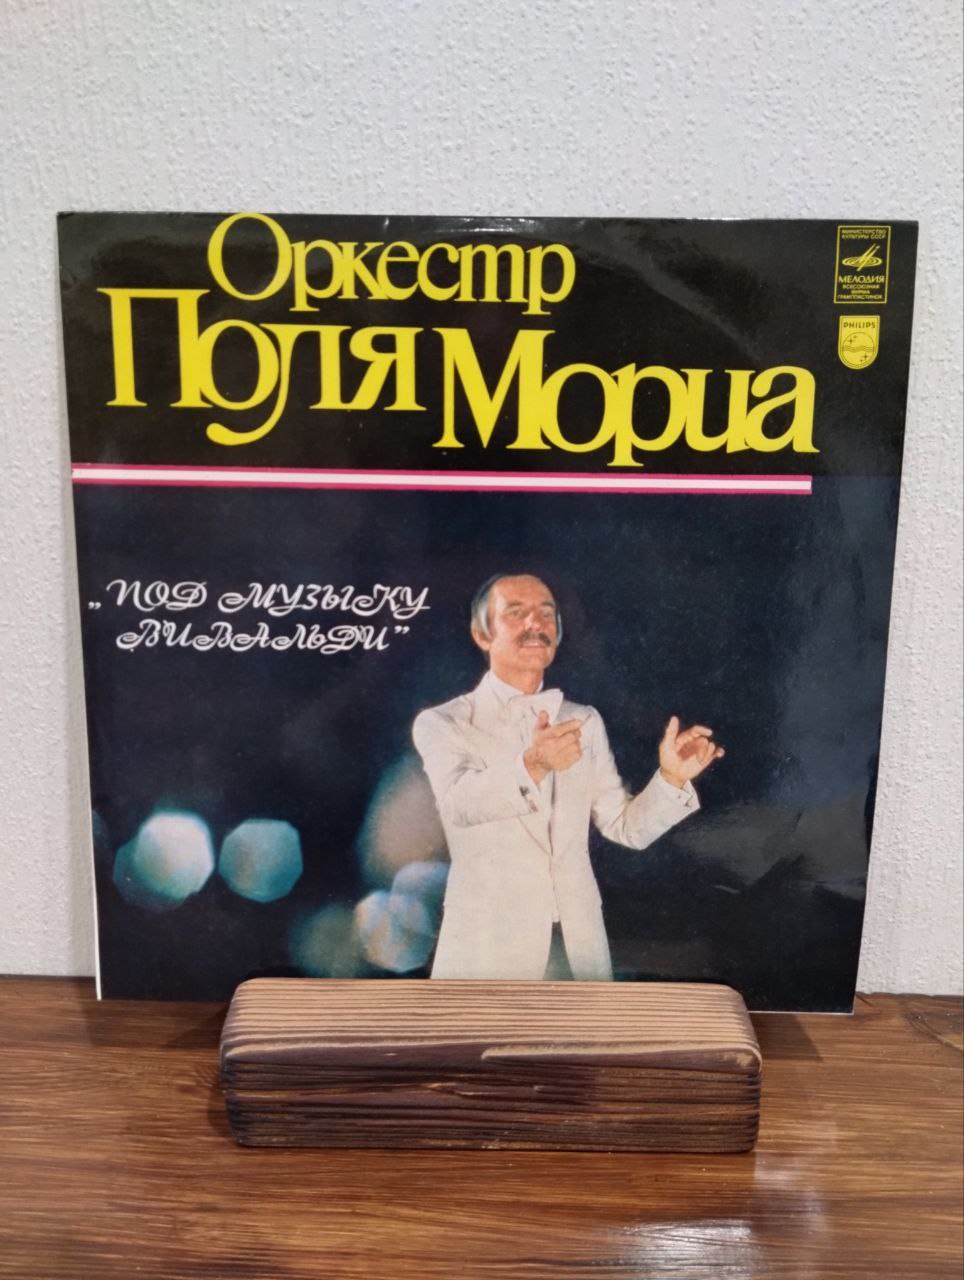 Оркестр
Поля Мориа
„Под музыку
Вивальди”
МИНИСТЕРСТВО
КУЛЬТУРЫ СССР
МЕЛОДИЯ
ВСЕСОЮЗНАЯ
ФИРМА
ГРАМПЛАСТИНОК
PHILIPS